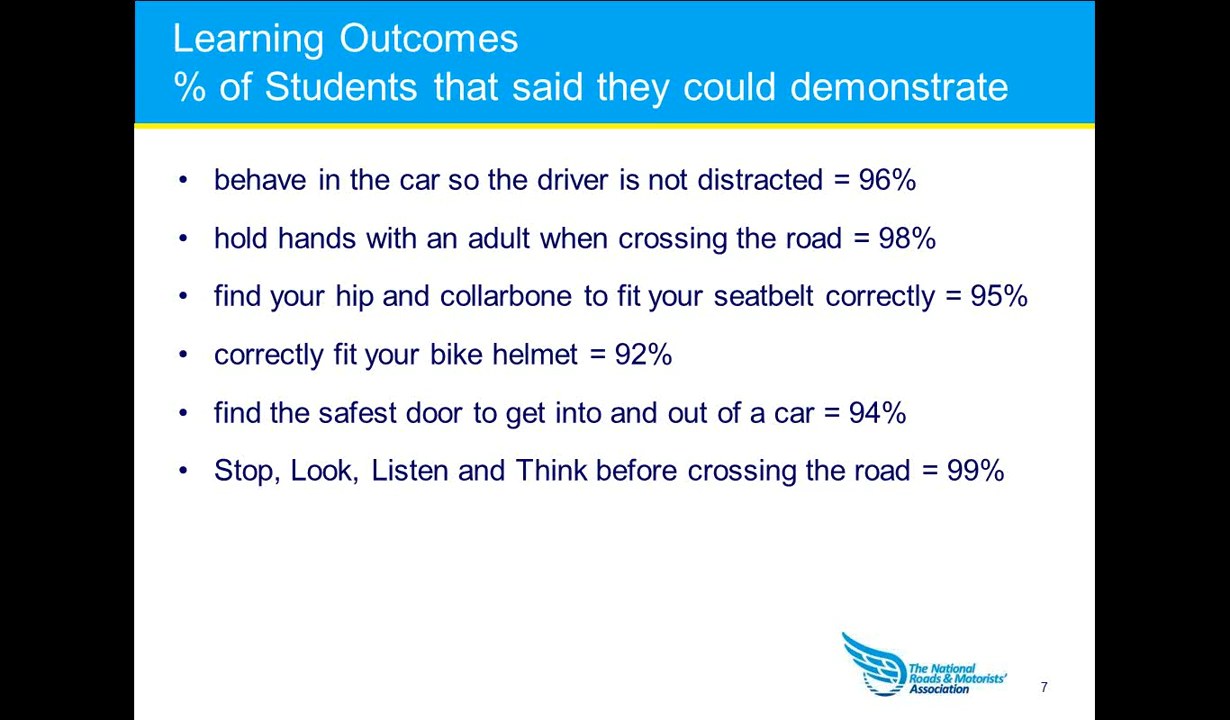 Learning Outcomes
% of Students that said they could demonstrate
• behave in the car so the driver is not distracted = 96%
• hold hands with an adult when crossing the road = 98%
• find your hip and collarbone to fit your seatbelt correctly = 95%
• correctly fit your bike helmet = 92%
• find the safest door to get into and out of a car = 94%
• Stop, Look, Listen and Think before crossing the road = 99%
The National
Roads & Motorists'
Association
7